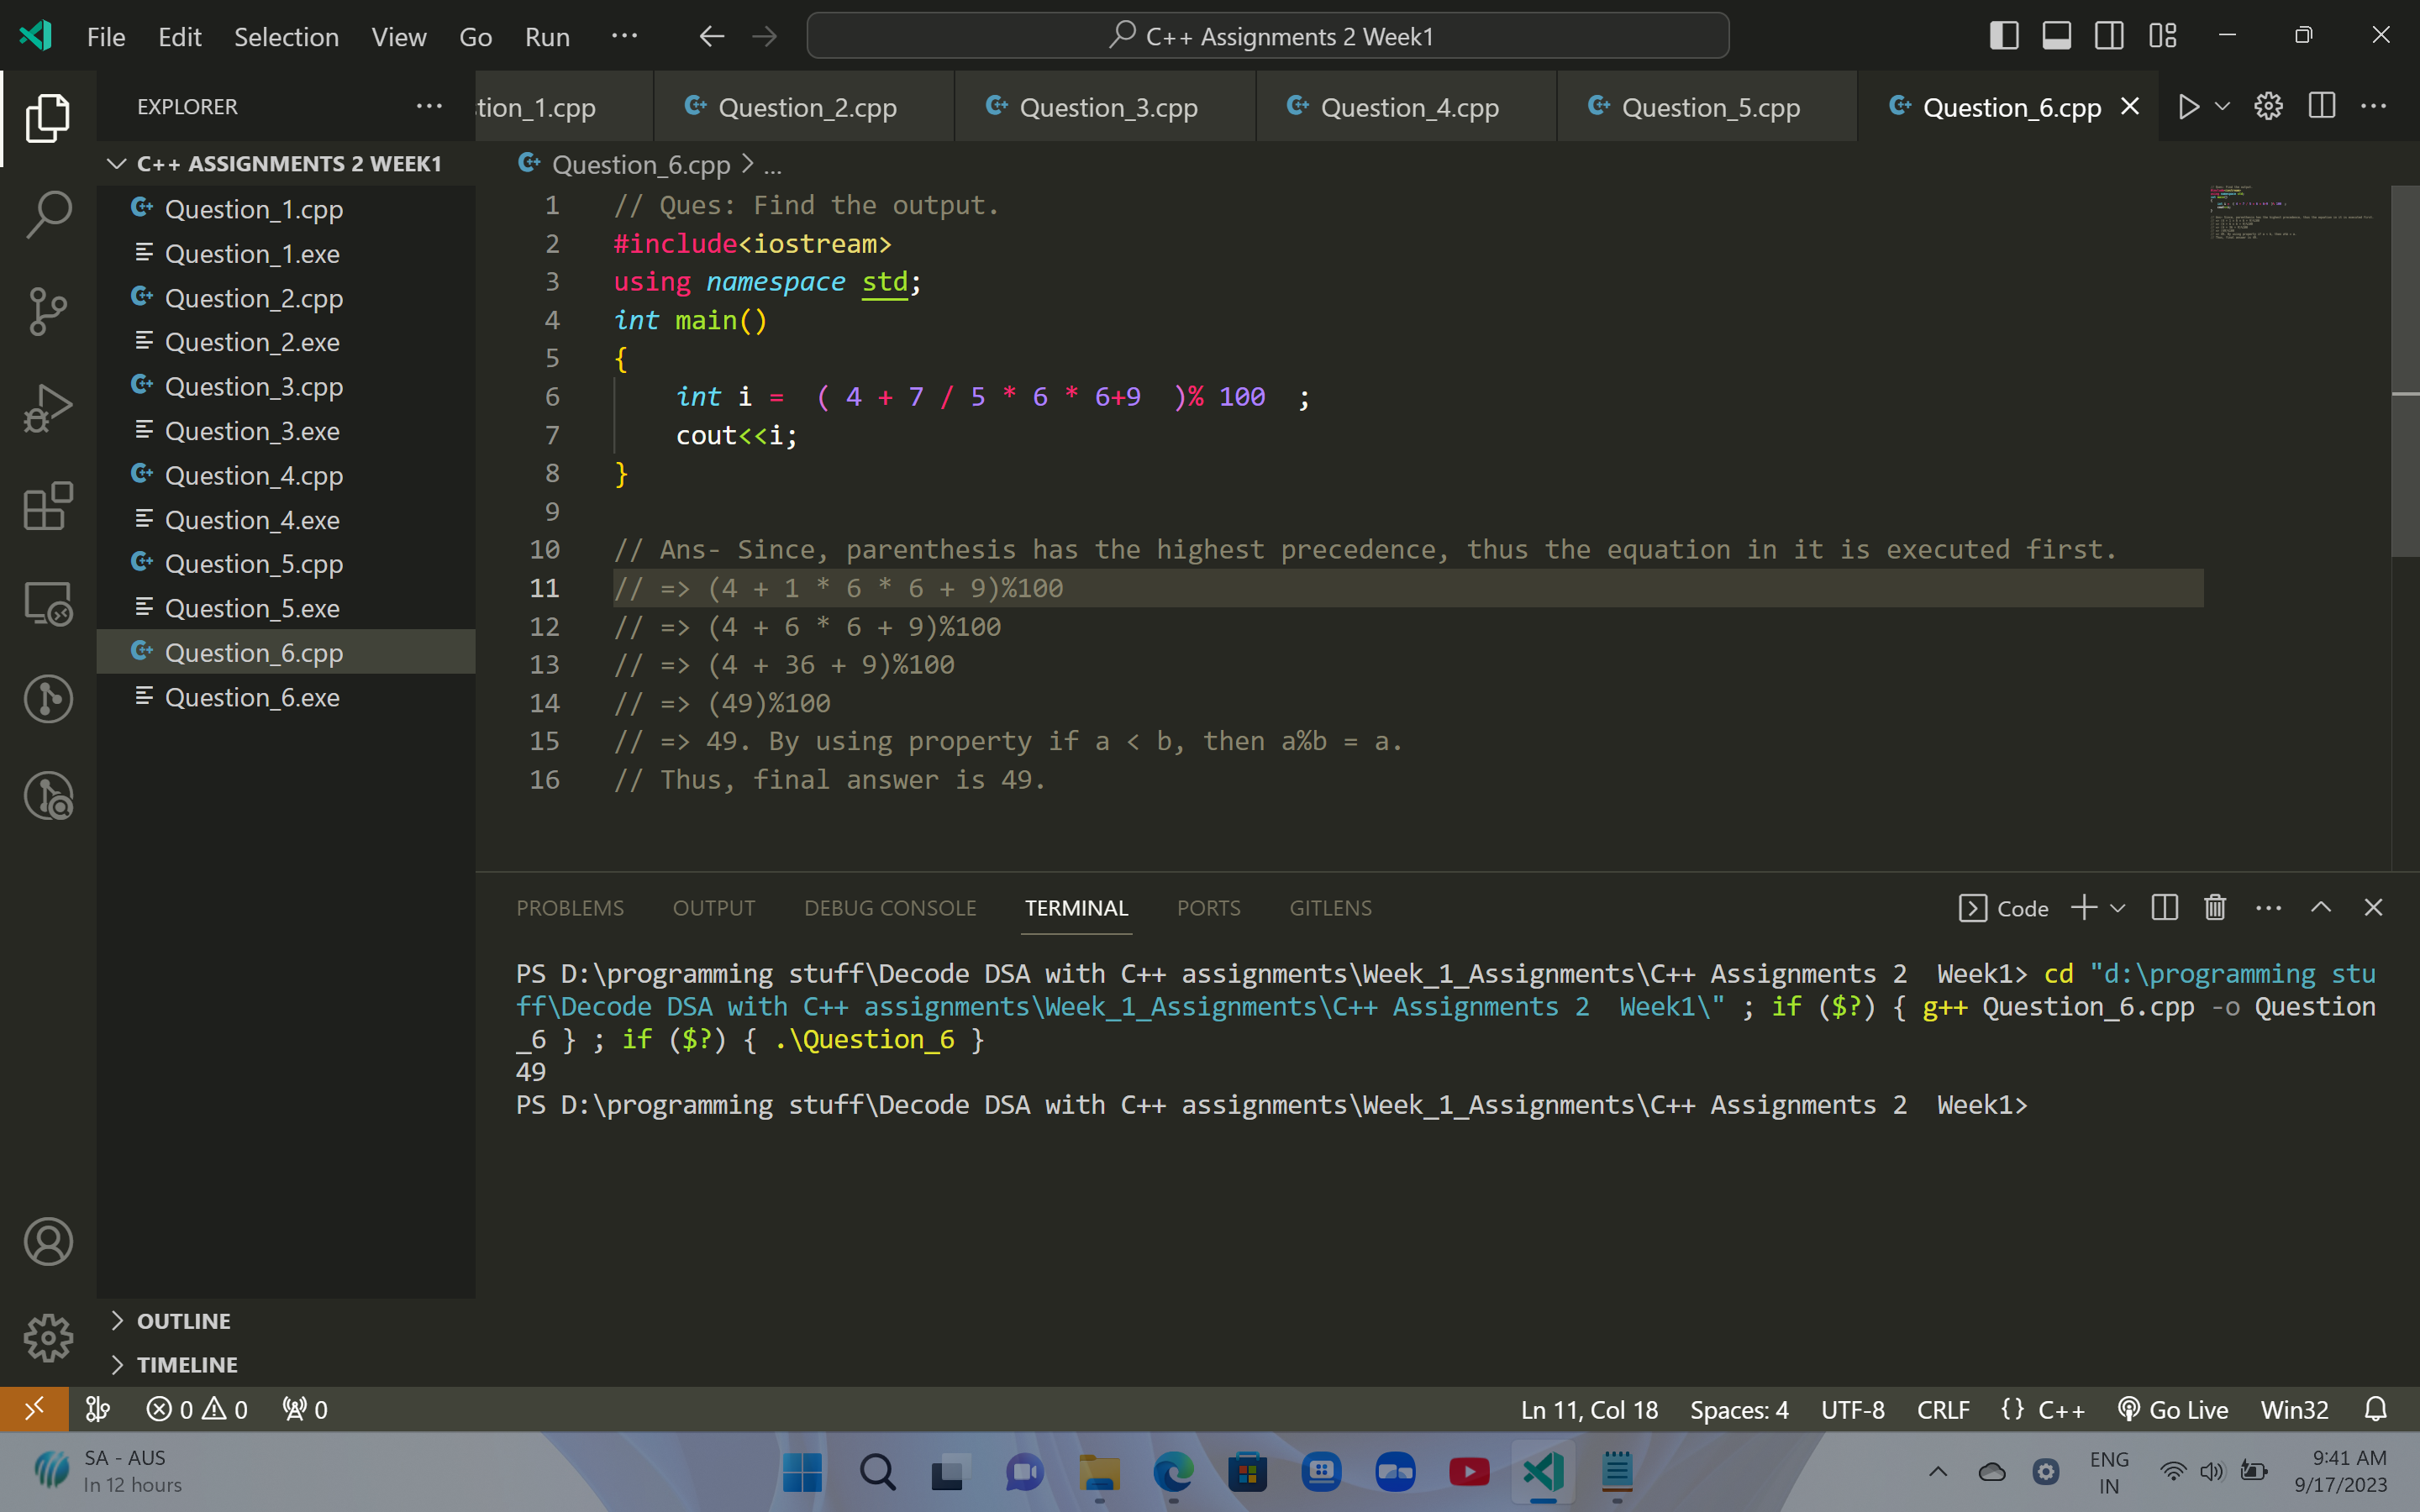 File Edit Selection View Go Run ··· C++ Assignments 2 Week1
EXPLORER ···
tion_1.cpp Question_2.cpp Question_3.cpp Question_4.cpp Question_5.cpp Question_6.cpp
C++ ASSIGNMENTS 2 WEEK1
Question_1.cpp
Question_1.exe
Question_2.cpp
Question_2.exe
Question_3.cpp
Question_3.exe
Question_4.cpp
Question_4.exe
Question_5.cpp
Question_5.exe
Question_6.cpp
Question_6.exe
OUTLINE
TIMELINE
Question_6.cpp > ...
1 // Ques: Find the output.
2 #include<iostream>
3 using namespace std;
4 int main()
5 {
6 int i =  ( 4 + 7 / 5 * 6 * 6+9  )% 100  ;
7 cout<<i;
8 }
9
10 // Ans- Since, parenthesis has the highest precedence, thus the equation in it is executed first.
11 // => (4 + 1 * 6 * 6 + 9)%100
12 // => (4 + 6 * 6 + 9)%100
13 // => (4 + 36 + 9)%100
14 // => (49)%100
15 // => 49. By using property if a < b, then a%b = a.
16 // Thus, final answer is 49.
PROBLEMS OUTPUT DEBUG CONSOLE TERMINAL PORTS GITLENS Code
PS D:\programming stuff\Decode DSA with C++ assignments\Week_1_Assignments\C++ Assignments 2  Week1> cd "d:\programming stu
ff\Decode DSA with C++ assignments\Week_1_Assignments\C++ Assignments 2  Week1\" ; if ($?) { g++ Question_6.cpp -o Question
_6 } ; if ($?) { .\Question_6 }
49
PS D:\programming stuff\Decode DSA with C++ assignments\Week_1_Assignments\C++ Assignments 2  Week1>
0 0 0 Ln 11, Col 18 Spaces: 4 UTF-8 CRLF {} C++ Go Live Win32
SA - AUS
In 12 hours
ENG
IN
9:41 AM
9/17/2023